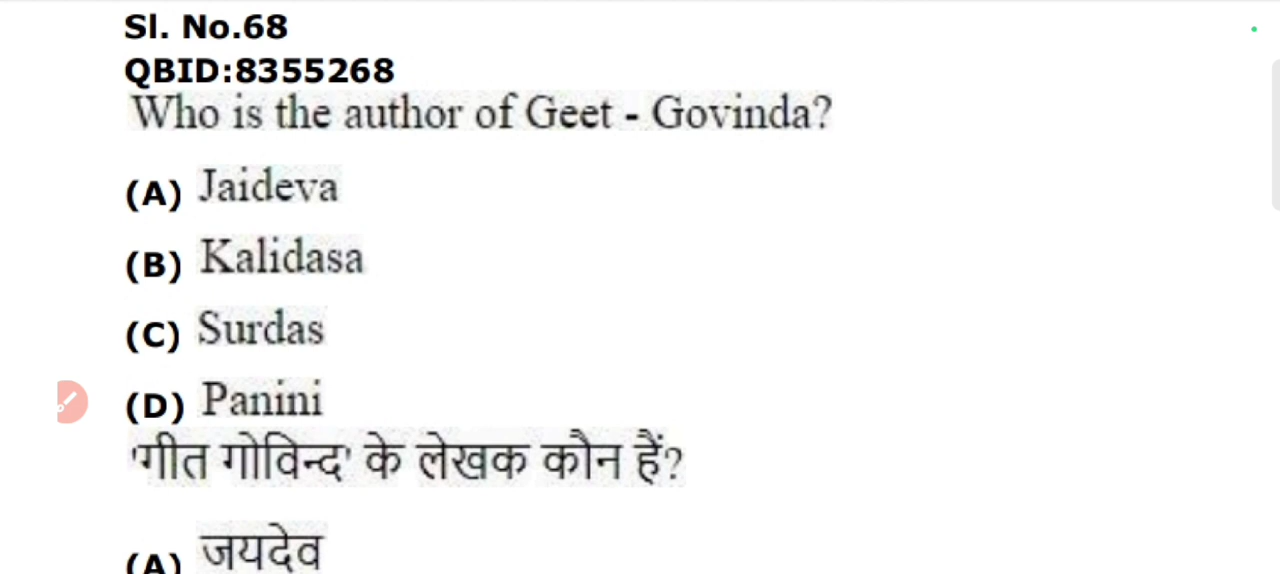 Sl. No.68
QBID:8355268
Who is the author of Geet - Govinda?
(A) Jaideva
(B) Kalidasa
(C) Surdas
(D) Panini
'गीत गोविन्द' के लेखक कौन हैं?
(A) जयदेव